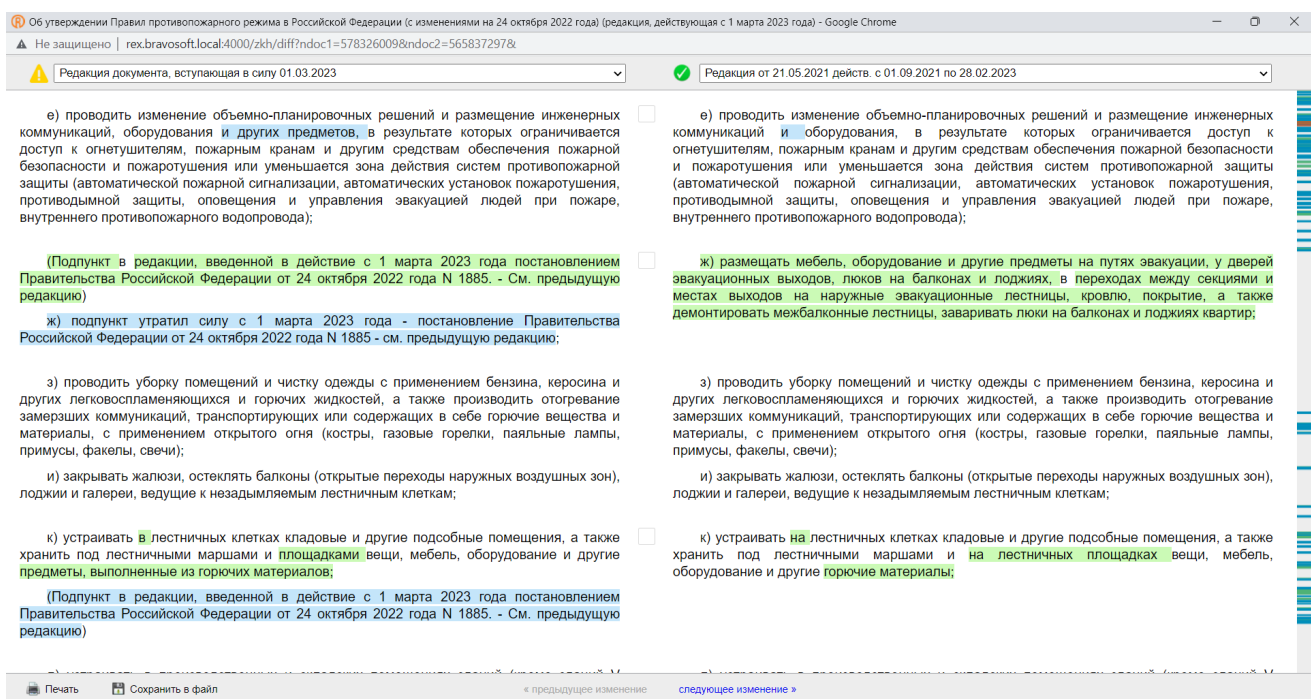 Об утверждении Правил противопожарного режима в Российской Федерации (с изменениями на 24 октября 2022 года) (редакция, действующая с 1 марта 2023 года) - Google Chrome
Не защищено | rex.bravosoft.local:4000/zkh/diff?ndoc1=578326009&ndoc2=565837297&
Редакция документа, вступающая в силу 01.03.2023
е) проводить изменение объемно-планировочных решений и размещение инженерных
коммуникаций, оборудования и других предметов, в результате которых ограничивается
доступ к огнетушителям, пожарным кранам и другим средствам обеспечения пожарной
безопасности и пожаротушения или уменьшается зона действия систем противопожарной
защиты (автоматической пожарной сигнализации, автоматических установок пожаротушения,
противодымной защиты, оповещения и управления эвакуацией людей при пожаре,
внутреннего противопожарного водопровода);
(Подпункт в редакции, введенной в действие с 1 марта 2023 года постановлением
Правительства Российской Федерации от 24 октября 2022 года N 1885. - См. предыдущую
редакцию)
ж) подпункт утратил силу с 1 марта 2023 года - постановление Правительства
Российской Федерации от 24 октября 2022 года N 1885 - см. предыдущую редакцию;
з) проводить уборку помещений и чистку одежды с применением бензина, керосина и
других легковоспламеняющихся и горючих жидкостей, а также производить отогревание
замерзших коммуникаций, транспортирующих или содержащих в себе горючие вещества и
материалы, с применением открытого огня (костры, газовые горелки, паяльные лампы,
примусы, факелы, свечи);
и) закрывать жалюзи, остеклять балконы (открытые переходы наружных воздушных зон),
лоджии и галереи, ведущие к незадымляемым лестничным клеткам;
к) устраивать в лестничных клетках кладовые и другие подсобные помещения, а также
хранить под лестничными маршами и площадками вещи, мебель, оборудование и другие
предметы, выполненные из горючих материалов;
(Подпункт в редакции, введенной в действие с 1 марта 2023 года постановлением
Правительства Российской Федерации от 24 октября 2022 года N 1885. - См. предыдущую
редакцию)
Редакция от 21.05.2021 действ. с 01.09.2021 по 28.02.2023
е) проводить изменение объемно-планировочных решений и размещение инженерных
коммуникаций и оборудования, в результате которых ограничивается доступ к
огнетушителям, пожарным кранам и другим средствам обеспечения пожарной безопасности
и пожаротушения или уменьшается зона действия систем противопожарной защиты
(автоматической пожарной сигнализации, автоматических установок пожаротушения,
противодымной защиты, оповещения и управления эвакуацией людей при пожаре,
внутреннего противопожарного водопровода);
ж) размещать мебель, оборудование и другие предметы на путях эвакуации, у дверей
эвакуационных выходов, люков на балконах и лоджиях, в переходах между секциями и
местах выходов на наружные эвакуационные лестницы, кровлю, покрытие, а также
демонтировать межбалконные лестницы, заваривать люки на балконах и лоджиях квартир;
з) проводить уборку помещений и чистку одежды с применением бензина, керосина и
других легковоспламеняющихся и горючих жидкостей, а также производить отогревание
замерзших коммуникаций, транспортирующих или содержащих в себе горючие вещества и
материалы, с применением открытого огня (костры, газовые горелки, паяльные лампы,
примусы, факелы, свечи);
и) закрывать жалюзи, остеклять балконы (открытые переходы наружных воздушных зон),
лоджии и галереи, ведущие к незадымляемым лестничным клеткам;
к) устраивать на лестничных клетках кладовые и другие подсобные помещения, а также
хранить под лестничными маршами и на лестничных площадках вещи, мебель,
оборудование и другие горючие материалы;
Печать
Сохранить в файл
« предыдущее изменение
следующее изменение »